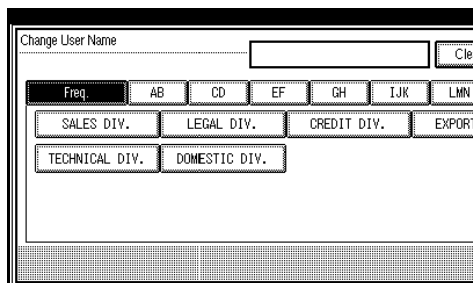 Change User Name
Cle
Freq. AB CD EF GH IJK LMN
SALES DIV. LEGAL DIV. CREDIT DIV. EXPORT
TECHNICAL DIV. DOMESTIC DIV.